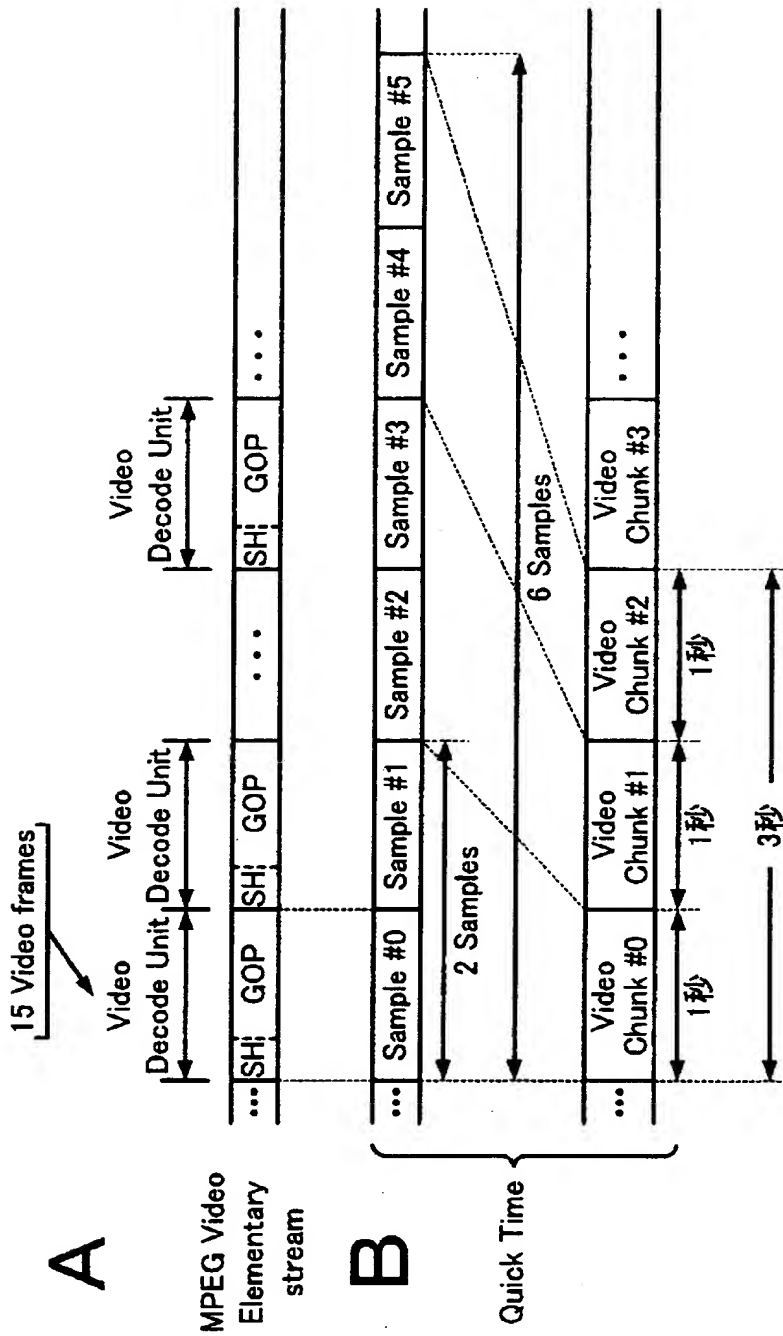 15 Video frames
A
Video
Decode Unit
Video
Decode Unit
Video
Decode Unit
MPEG Video
Elementary
stream
...
SH
GOP
SH
GOP
...
SH
GOP
...
B
Quick Time
...
Sample #0
Sample #1
Sample #2
Sample #3
Sample #4
Sample #5
2 Samples
6 Samples
...
Video
Chunk #0
Video
Chunk #1
Video
Chunk #2
Video
Chunk #3
...
1秒
1秒
1秒
3秒